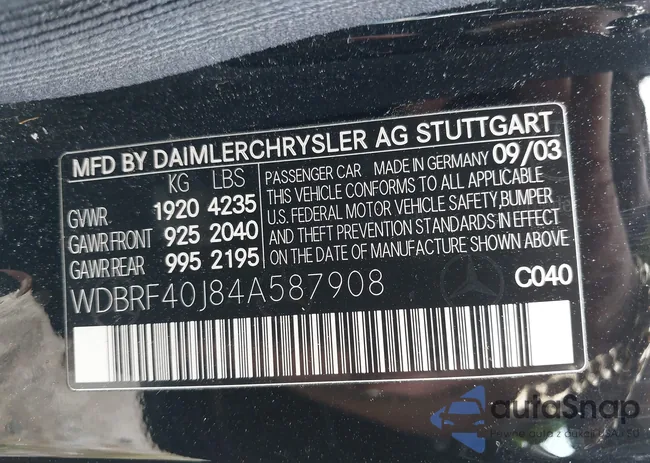 MFD BY DAIMLERCHRYSLER AG STUTTGART
KG LBS
GVWR 1920 4235
GAWR FRONT 925 2040
GAWR REAR 995 2195
PASSENGER CAR MADE IN GERMANY 09/03
THIS VEHICLE CONFORMS TO ALL APPLICABLE
U.S. FEDERAL MOTOR VEHICLE SAFETY, BUMPER
AND THEFT PREVENTION STANDARDS IN EFFECT
ON THE DATE OF MANUFACTURE SHOWN ABOVE
WDBRF40J84A587908
C040
autoSnap